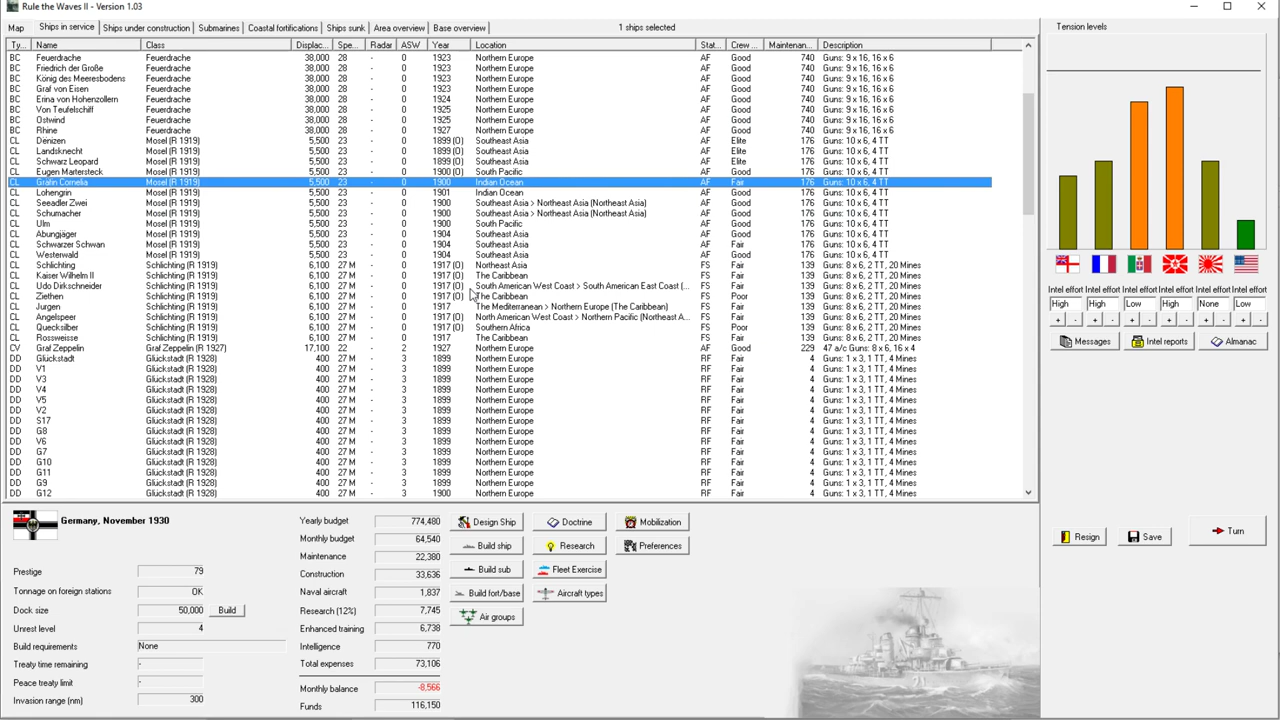 Rule the Waves II - Version 1.03
Map Ships in service Ships under construction Submarines Coastal fortifications Ships sunk Area overview Base overview 1 ships selected
Ty... Name Class Displac... Spe... Radar ASW Year Location Stat... Crew ... Maintenan... Description
BC Feuerdrache Feuerdrache 38,000 28 - 0 1923 Northern Europe AF Good 740 Guns: 9 x 16, 16 x 6
BC Friedrich der Große Feuerdrache 38,000 28 - 0 1923 Northern Europe AF Good 740 Guns: 9 x 16, 16 x 6
BC König des Meeresbodens Feuerdrache 38,000 28 - 0 1923 Northern Europe AF Good 740 Guns: 9 x 16, 16 x 6
BC Graf von Eisen Feuerdrache 38,000 28 - 0 1923 Northern Europe AF Good 740 Guns: 9 x 16, 16 x 6
BC Erina von Hohenzollern Feuerdrache 38,000 28 - 0 1924 Northern Europe AF Good 740 Guns: 9 x 16, 16 x 6
BC Von Teufelschiff Feuerdrache 38,000 28 - 0 1925 Northern Europe AF Good 740 Guns: 9 x 16, 16 x 6
BC Ostwind Feuerdrache 38,000 28 - 0 1925 Northern Europe AF Good 740 Guns: 9 x 16, 16 x 6
BC Rhine Feuerdrache 38,000 28 - 0 1927 Northern Europe AF Good 740 Guns: 9 x 16, 16 x 6
CL Denizen Mosel (R 1919) 5,500 23 - 0 1899 (O) Southeast Asia AF Elite 176 Guns: 10 x 6, 4 TT
CL Landsknecht Mosel (R 1919) 5,500 23 - 0 1899 (O) Southeast Asia AF Elite 176 Guns: 10 x 6, 4 TT
CL Schwarz Leopard Mosel (R 1919) 5,500 23 - 0 1899 (O) Southeast Asia AF Elite 176 Guns: 10 x 6, 4 TT
CL Eugen Martersteck Mosel (R 1919) 5,500 23 - 0 1900 (O) South Pacific AF Good 176 Guns: 10 x 6, 4 TT
CL Gräfin Cornelia Mosel (R 1919) 5,500 23 - 0 1900 Indian Ocean AF Fair 176 Guns: 10 x 6, 4 TT
CL Lohengrin Mosel (R 1919) 5,500 23 - 0 1901 Indian Ocean AF Good 176 Guns: 10 x 6, 4 TT
CL Seeadler Zwei Mosel (R 1919) 5,500 23 - 0 1900 Southeast Asia > Northeast Asia (Northeast Asia) AF Good 176 Guns: 10 x 6, 4 TT
CL Schumacher Mosel (R 1919) 5,500 23 - 0 1900 Southeast Asia > Northeast Asia (Northeast Asia) AF Good 176 Guns: 10 x 6, 4 TT
CL Ulm Mosel (R 1919) 5,500 23 - 0 1900 South Pacific AF Good 176 Guns: 10 x 6, 4 TT
CL Abungjäger Mosel (R 1919) 5,500 23 - 0 1904 Southeast Asia AF Good 176 Guns: 10 x 6, 4 TT
CL Schwarzer Schwan Mosel (R 1919) 5,500 23 - 0 1904 Southeast Asia AF Fair 176 Guns: 10 x 6, 4 TT
CL Westerwald Mosel (R 1919) 5,500 23 - 0 1904 Southeast Asia AF Good 176 Guns: 10 x 6, 4 TT
CL Schlichting Schlichting (R 1919) 6,100 27 M - 0 1917 (O) Northeast Asia FS Fair 139 Guns: 8 x 6, 2 TT, 20 Mines
CL Kaiser Wilhelm II Schlichting (R 1919) 6,100 27 M - 0 1917 (O) The Caribbean FS Fair 139 Guns: 8 x 6, 2 TT, 20 Mines
CL Udo Dirkschneider Schlichting (R 1919) 6,100 27 M - 0 1917 (O) South American West Coast > South American East Coast (... FS Fair 139 Guns: 8 x 6, 2 TT, 20 Mines
CL Ziethen Schlichting (R 1919) 6,100 27 M - 0 1917 (O) The Caribbean FS Poor 139 Guns: 8 x 6, 2 TT, 20 Mines
CL Jurgen Schlichting (R 1919) 6,100 27 M - 0 1917 The Mediterranean > Northern Europe (The Caribbean) FS Fair 139 Guns: 8 x 6, 2 TT, 20 Mines
CL Angelspeer Schlichting (R 1919) 6,100 27 M - 0 1917 (O) North American West Coast > Northern Pacific (Northeast A... FS Fair 139 Guns: 8 x 6, 2 TT, 20 Mines
CL Quecksilber Schlichting (R 1919) 6,100 27 M - 0 1917 (O) Southern Africa FS Poor 139 Guns: 8 x 6, 2 TT, 20 Mines
CL Rossweisse Schlichting (R 1919) 6,100 27 M - 0 1917 The Caribbean FS Fair 139 Guns: 8 x 6, 2 TT, 20 Mines
CV Graf Zeppelin Graf Zeppelin (R 1927) 17,100 22 - 0 1927 Northern Europe AF Good 229 47 a/c Guns: 8 x 6, 16 x 4
DD Glückstadt Glückstadt (R 1928) 400 27 M - 3 1899 Northern Europe RF Fair 4 Guns: 1 x 3, 1 TT, 4 Mines
DD V1 Glückstadt (R 1928) 400 27 M - 3 1899 Northern Europe RF Fair 4 Guns: 1 x 3, 1 TT, 4 Mines
DD V3 Glückstadt (R 1928) 400 27 M - 3 1899 Northern Europe RF Fair 4 Guns: 1 x 3, 1 TT, 4 Mines
DD V4 Glückstadt (R 1928) 400 27 M - 3 1899 Northern Europe RF Fair 4 Guns: 1 x 3, 1 TT, 4 Mines
DD V5 Glückstadt (R 1928) 400 27 M - 3 1899 Northern Europe RF Fair 4 Guns: 1 x 3, 1 TT, 4 Mines
DD V2 Glückstadt (R 1928) 400 27 M - 3 1899 Northern Europe RF Fair 4 Guns: 1 x 3, 1 TT, 4 Mines
DD S17 Glückstadt (R 1928) 400 27 M - 3 1899 Northern Europe RF Fair 4 Guns: 1 x 3, 1 TT, 4 Mines
DD G8 Glückstadt (R 1928) 400 27 M - 3 1899 Northern Europe RF Fair 4 Guns: 1 x 3, 1 TT, 4 Mines
DD V6 Glückstadt (R 1928) 400 27 M - 3 1899 Northern Europe RF Fair 4 Guns: 1 x 3, 1 TT, 4 Mines
DD G7 Glückstadt (R 1928) 400 27 M - 3 1899 Northern Europe RF Fair 4 Guns: 1 x 3, 1 TT, 4 Mines
DD G10 Glückstadt (R 1928) 400 27 M - 3 1899 Northern Europe RF Fair 4 Guns: 1 x 3, 1 TT, 4 Mines
DD G11 Glückstadt (R 1928) 400 27 M - 3 1899 Northern Europe RF Fair 4 Guns: 1 x 3, 1 TT, 4 Mines
DD G9 Glückstadt (R 1928) 400 27 M - 3 1899 Northern Europe RF Fair 4 Guns: 1 x 3, 1 TT, 4 Mines
DD G12 Glückstadt (R 1928) 400 27 M - 3 1900 Northern Europe RF Fair 4 Guns: 1 x 3, 1 TT, 4 Mines
Tension levels
Intel effort Intel effort Intel effort Intel effort Intel effort Intel effort
High High Low High None Low
+ - + - + - + - + - + -
Messages Intel reports Almanac
Resign Save Turn
Germany, November 1930
Prestige 79
Tonnage on foreign stations OK
Dock size 50,000 Build
Unrest level 4
Build requirements None
Treaty time remaining -
Peace treaty limit -
Invasion range (nm) 300
Yearly budget 774,480
Monthly budget 64,540
Maintenance 22,380
Construction 33,636
Naval aircraft 1,837
Research (12%) 7,745
Enhanced training 6,738
Intelligence 770
Total expenses 73,106
Monthly balance -8,566
Funds 116,150
Design Ship Doctrine Mobilization
Build ship Research Preferences
Build sub Fleet Exercise
Build fort/base Aircraft types
Air groups